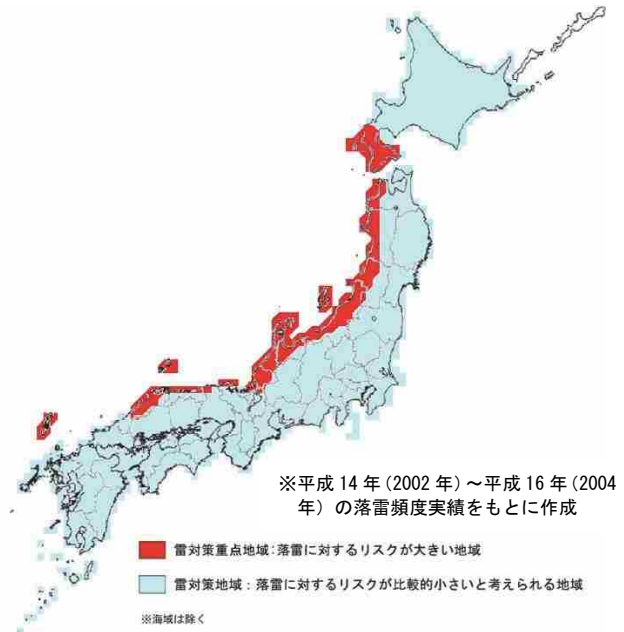 ※平成 14 年(2002 年)～平成 16 年(2004
年) の落雷頻度実績をもとに作成
雷対策重点地域:落雷に対するリスクが大きい地域
雷対策地域：落雷に対するリスクが比較的小さいと考えられる地域
※海域は除く